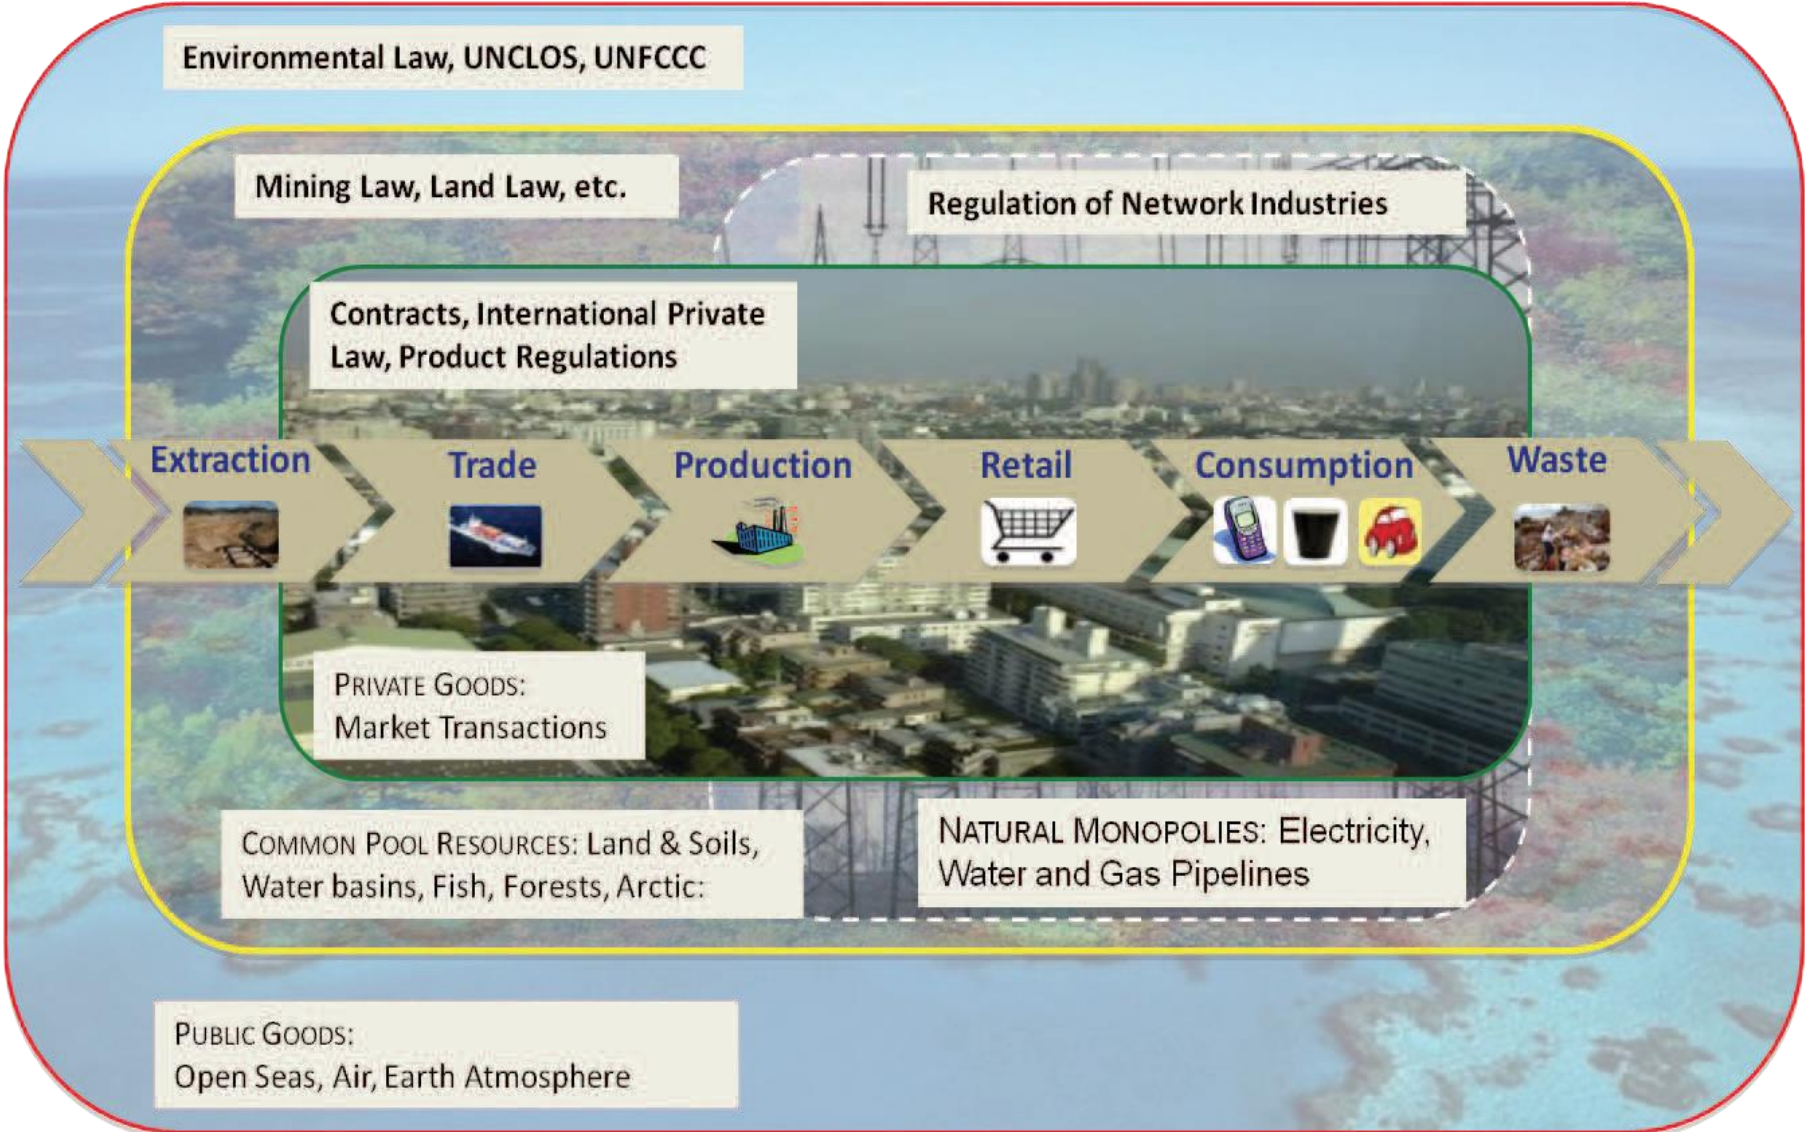 Environmental Law, UNCLOS, UNFCCC
Mining Law, Land Law, etc.
Regulation of Network Industries
Contracts, International Private
Law, Product Regulations
Extraction
Trade
Production
Retail
Consumption
Waste
PRIVATE GOODS:
Market Transactions
COMMON POOL RESOURCES: Land & Soils,
Water basins, Fish, Forests, Arctic:
NATURAL MONOPOLIES: Electricity,
Water and Gas Pipelines
PUBLIC GOODS:
Open Seas, Air, Earth Atmosphere